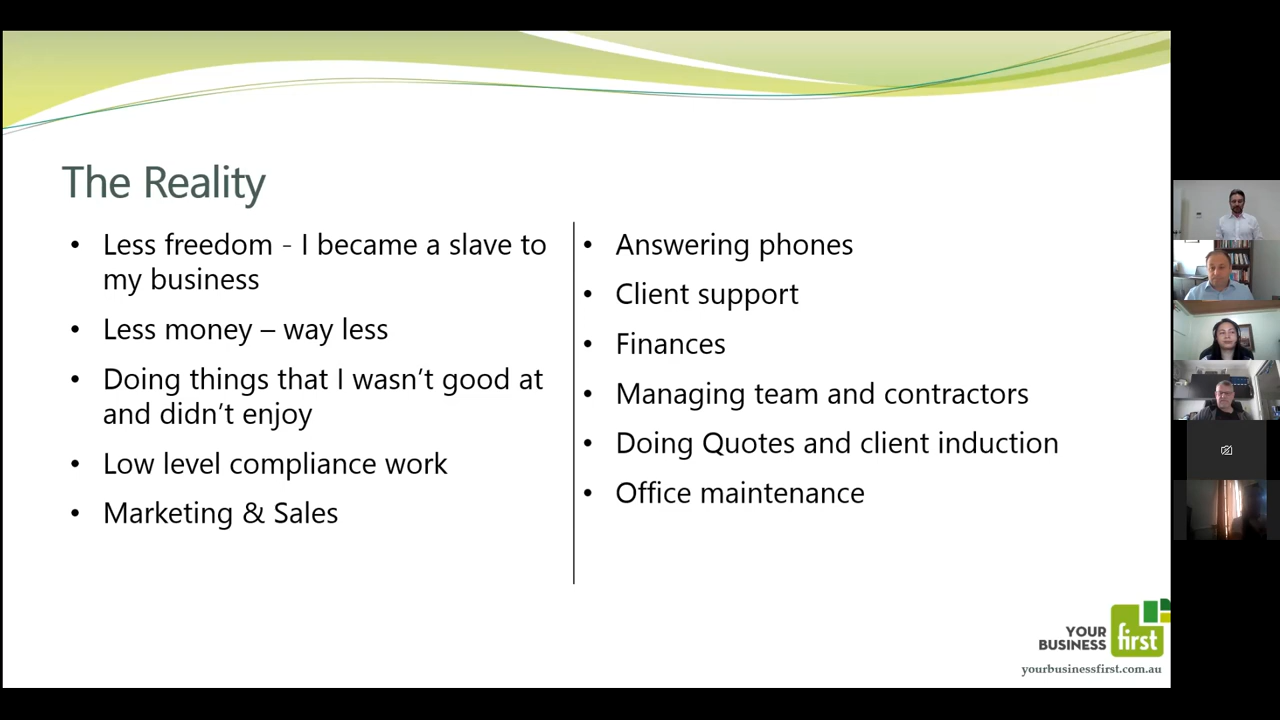 The Reality
• Less freedom - I became a slave to
my business
• Less money – way less
• Doing things that I wasn't good at
and didn't enjoy
• Low level compliance work
• Marketing & Sales
• Answering phones
• Client support
• Finances
• Managing team and contractors
• Doing Quotes and client induction
• Office maintenance
YOUR
BUSINESS first
yourbusinessfirst.com.au